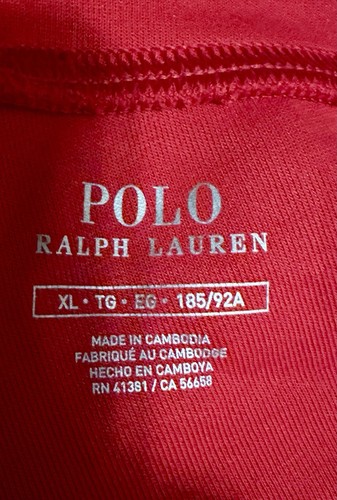 POLO
RALPH LAUREN
XL • TG • EG • 185/92A
MADE IN CAMBODIA
FABRIQUÉ AU CAMBODGE
HECHO EN CAMBOYA
RN 41381 / CA 56658